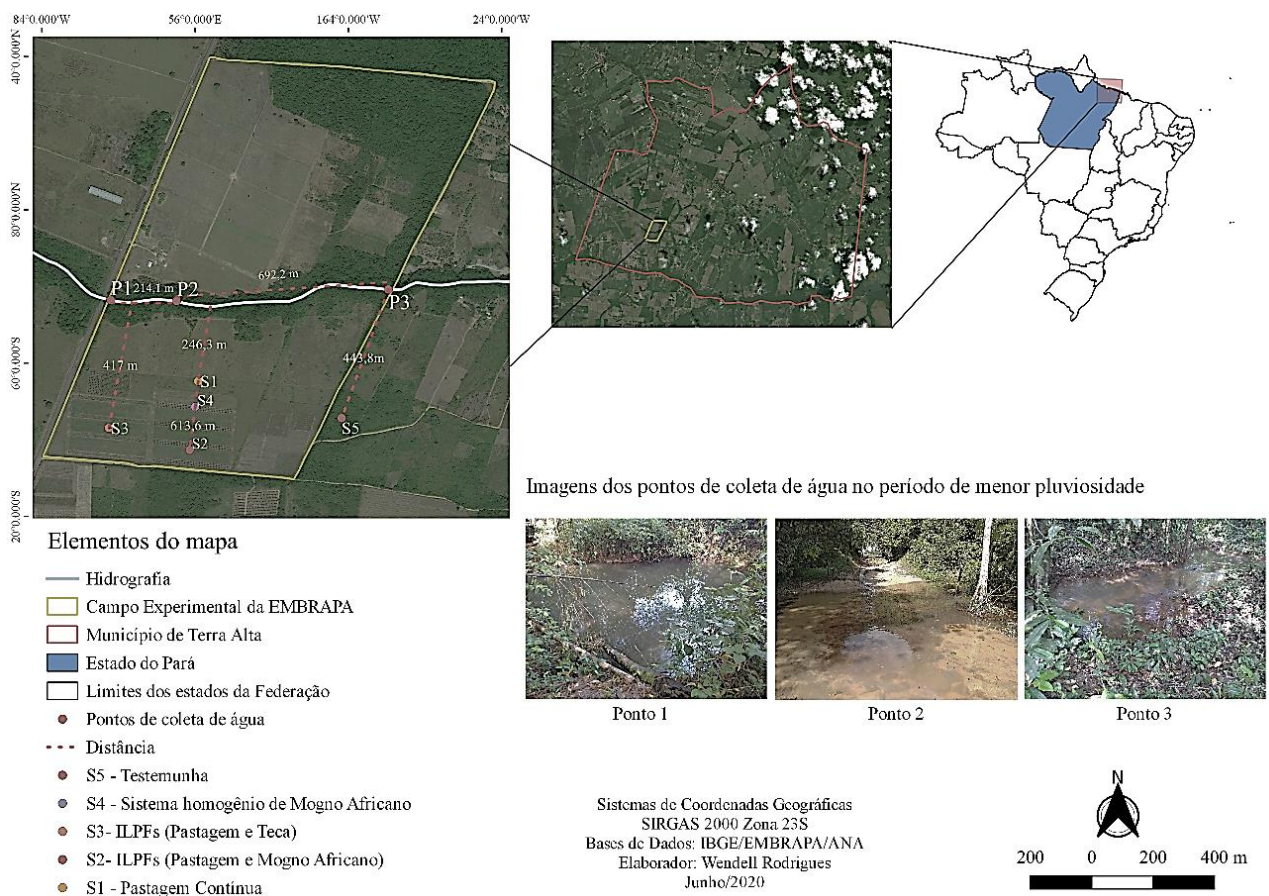 84°0.000'W 56°0.000'E 164°0.000'W 24°0.000'W
40°0.000'N
80°0.000'N
60°0.000'S
20°0.000'S
P1 214,1 m P2 692,2 m P3
417 m
246,3 m
443,8m
S1
S4
S3
613,6 m
S2
S5
Imagens dos pontos de coleta de água no período de menor pluviosidade
Ponto 1 Ponto 2 Ponto 3
Elementos do mapa
Hidrografia
Campo Experimental da EMBRAPA
Município de Terra Alta
Estado do Pará
Limites dos estados da Federação
Pontos de coleta de água
Distância
S5 - Testemunha
S4 - Sistema homogênio de Mogno Africano
S3- ILPFs (Pastagem e Teca)
S2- ILPFs (Pastagem e Mogno Africano)
S1 - Pastagem Contínua
Sistemas de Coordenadas Geográficas
SIRGAS 2000 Zona 23S
Bases de Dados: IBGE/EMBRAPA/ANA
Elaborador: Wendell Rodrigues
Junho/2020
N
200 0 200 400 m